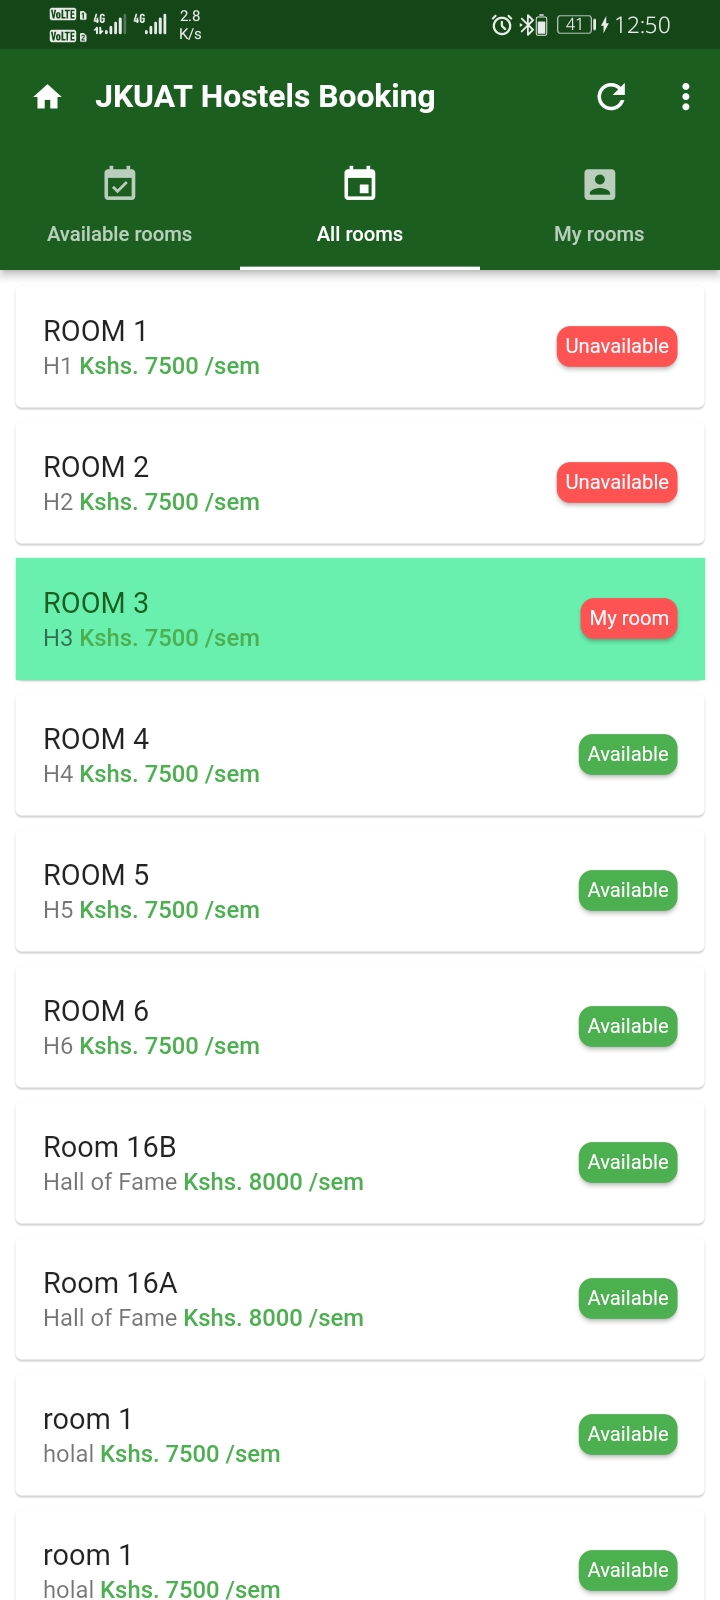 VoLTE 1 4G 4G 2.8
VoLTE 2 K/s
41 12:50
JKUAT Hostels Booking
Available rooms
All rooms
My rooms
ROOM 1
H1 Kshs. 7500 /sem
Unavailable
ROOM 2
H2 Kshs. 7500 /sem
Unavailable
ROOM 3
H3 Kshs. 7500 /sem
My room
ROOM 4
H4 Kshs. 7500 /sem
Available
ROOM 5
H5 Kshs. 7500 /sem
Available
ROOM 6
H6 Kshs. 7500 /sem
Available
Room 16B
Hall of Fame Kshs. 8000 /sem
Available
Room 16A
Hall of Fame Kshs. 8000 /sem
Available
room 1
holal Kshs. 7500 /sem
Available
room 1
holal Kshs. 7500 /sem
Available